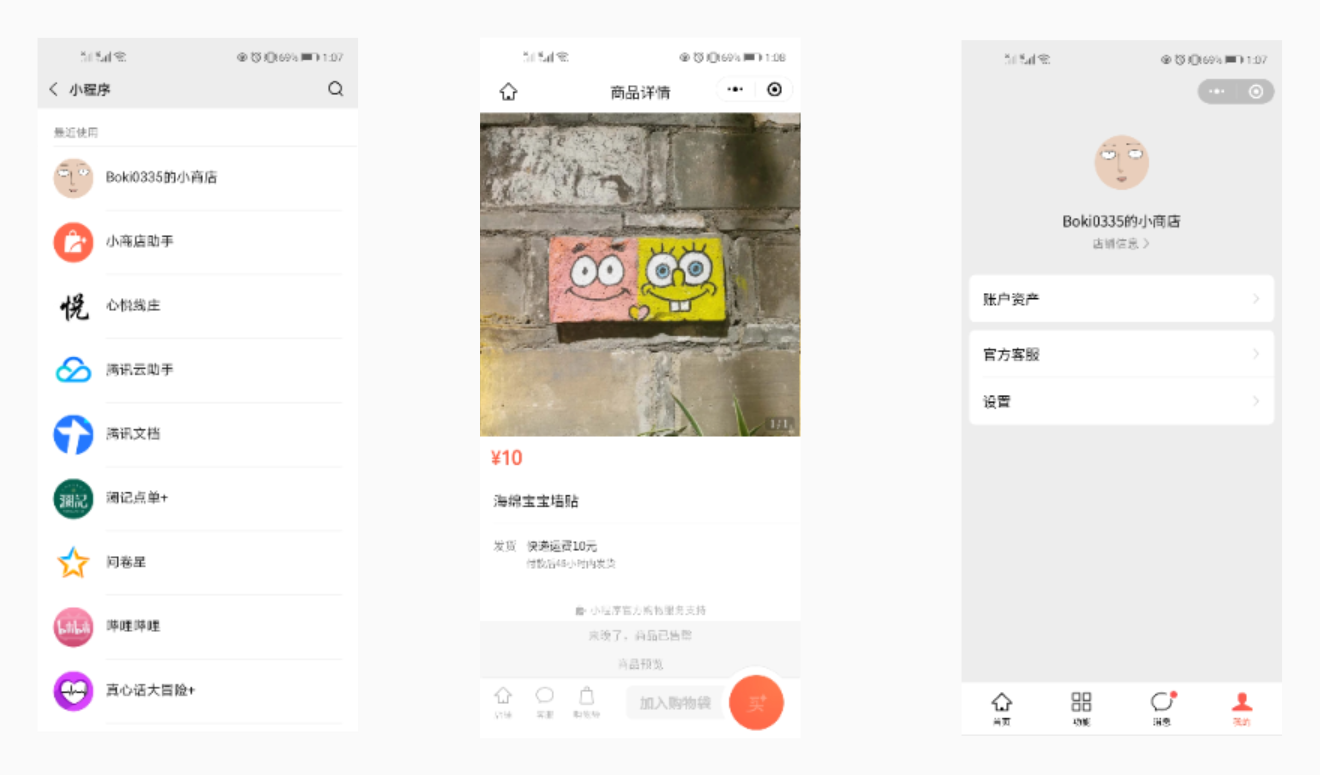 69% 1:07
小程序
最近使用
Boki0335的小商店
小商店助手
悦
心悦线庄
腾讯云助手
腾讯文档
澜记
澜记点单+
问卷星
bilibili
哔哩哔哩
真心话大冒险+
69% 1:08
商品详情
1/1
¥10
海绵宝宝墙贴
发货 快递运费10元
付款后48小时内发货
小程序官方购物服务支持
来晚了，商品已售罄
商品预览
店铺
客服
购物袋
加入购物袋
买
69% 1:07
Boki0335的小商店
店铺信息
账户资产
官方客服
设置
首页
功能
消息
我的